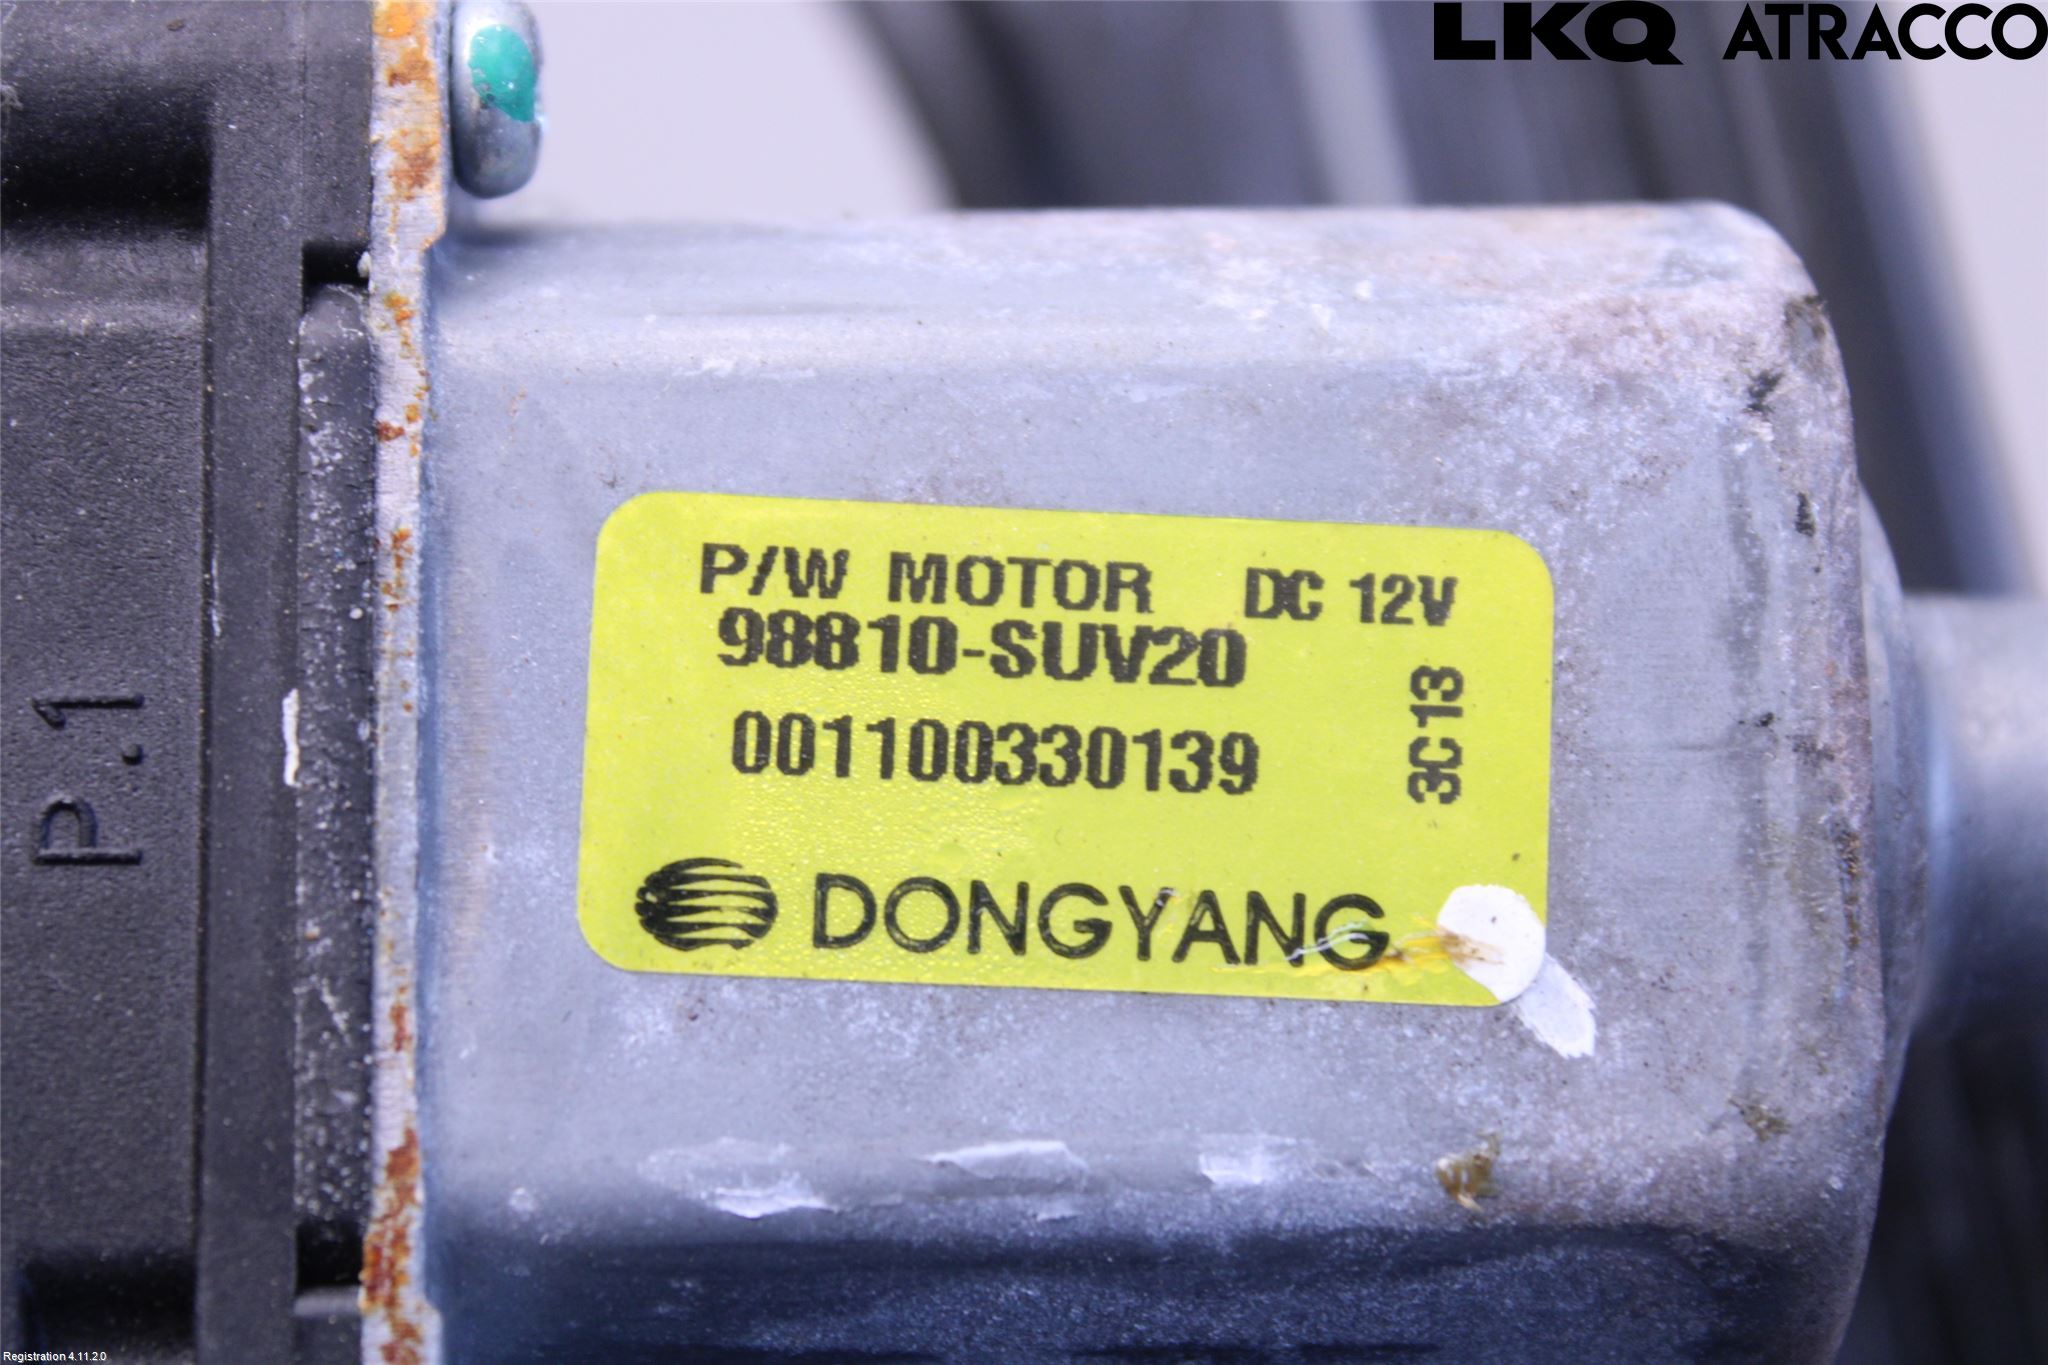 LKQ ATRACCO
P/W MOTOR DC 12V
98810-SUV20
001100330139
3C13
DONGYANG
P.1
Registration 4.11.2.0